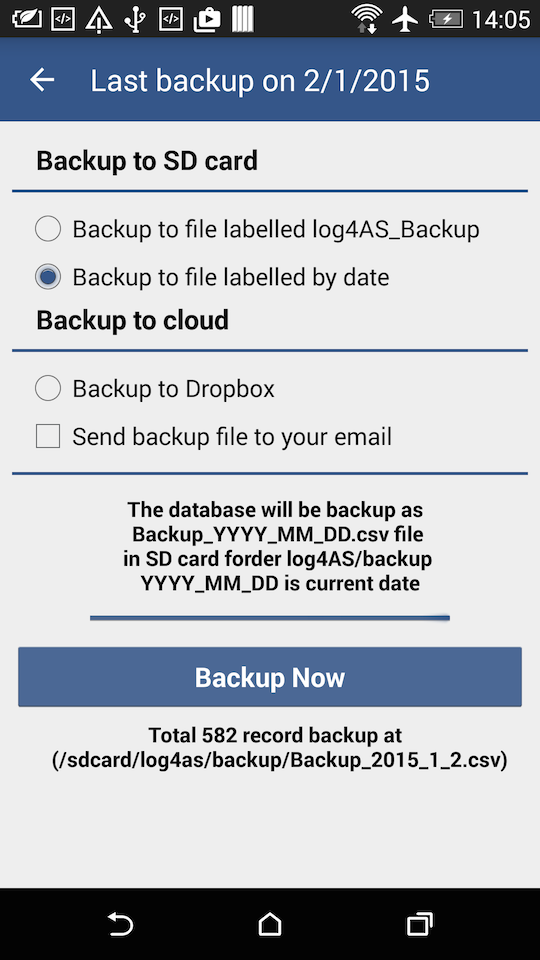 14:05
Last backup on 2/1/2015
Backup to SD card
Backup to file labelled log4AS_Backup
Backup to file labelled by date
Backup to cloud
Backup to Dropbox
Send backup file to your email
The database will be backup as
Backup_YYYY_MM_DD.csv file
in SD card forder log4AS/backup
YYYY_MM_DD is current date
Backup Now
Total 582 record backup at
(/sdcard/log4as/backup/Backup_2015_1_2.csv)